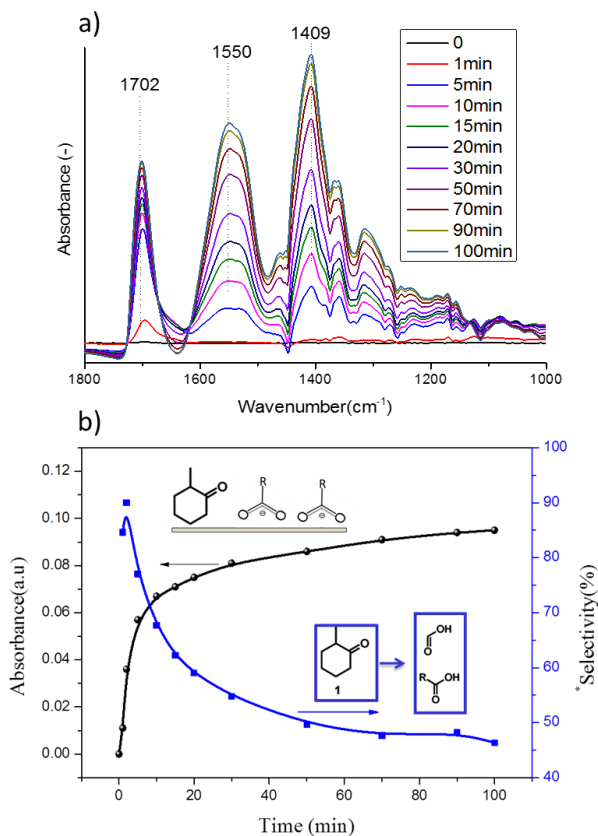 a)
1702
1550
1409
0
1min
5min
10min
15min
20min
30min
50min
70min
90min
100min
Absorbance (-)
1800
1600
1400
1200
1000
Wavenumber(cm-1)
b)
0.12
0.10
0.08
0.06
0.04
0.02
0.00
Absorbance(a.u)
100
90
80
70
60
50
40
*Selectivity(%)
O
R
O
⊖
O
R
O
⊖
O
O
1
OH
O
R
OH
O
0
20
40
60
80
100
Time (min)